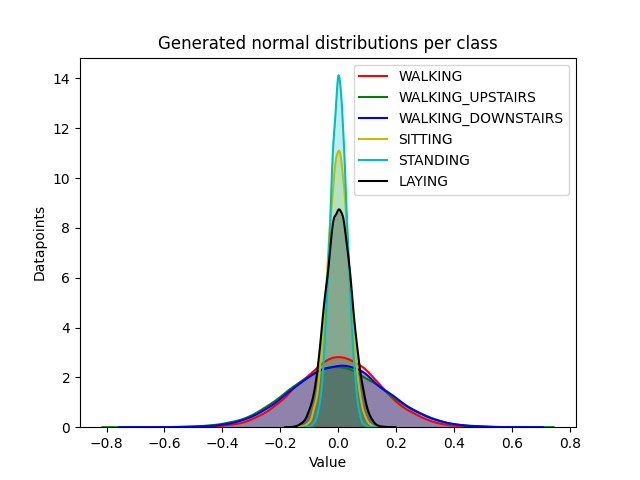 Generated normal distributions per class
WALKING
WALKING_UPSTAIRS
WALKING_DOWNSTAIRS
SITTING
STANDING
LAYING
Datapoints
14
12
10
8
6
4
2
0
−0.8 −0.6 −0.4 −0.2 0.0 0.2 0.4 0.6 0.8
Value